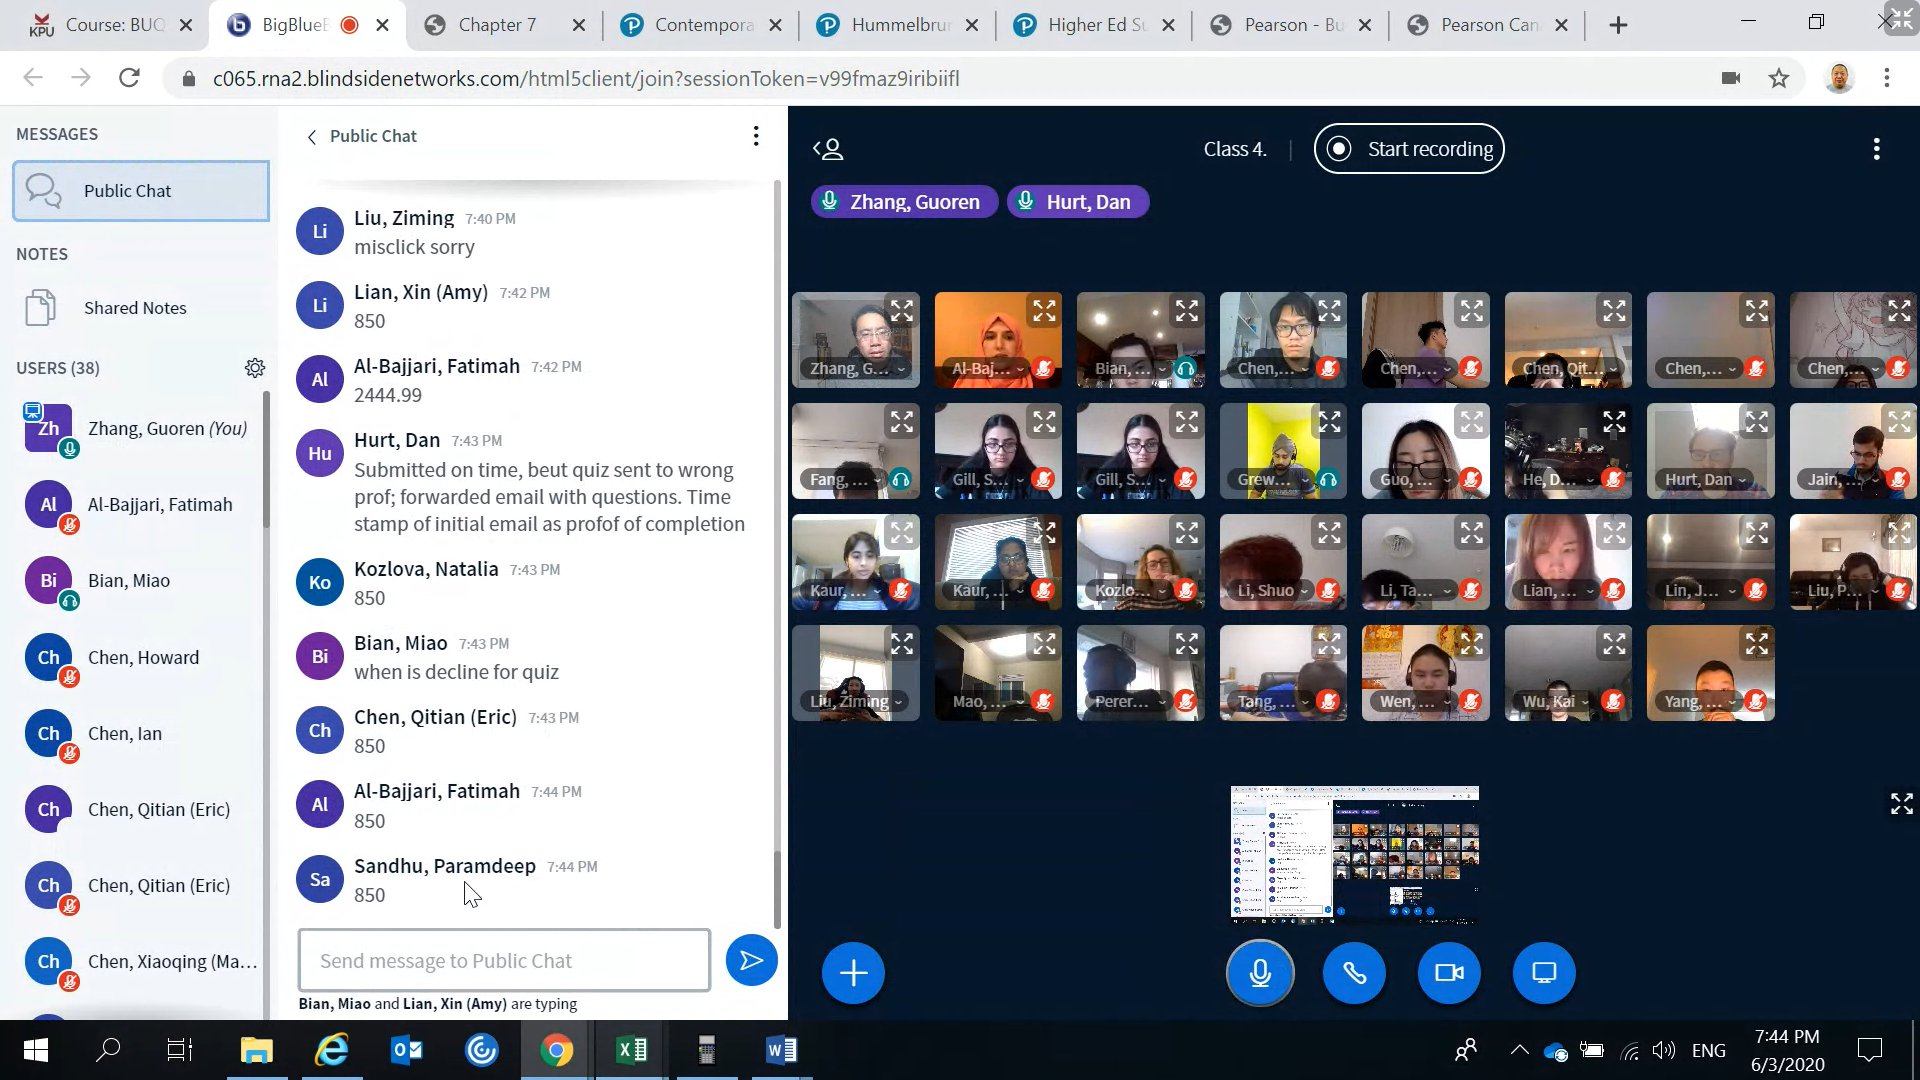 KPU Course: BUQ
BigBlueB
Chapter 7
Contempora
Hummelbrun
Higher Ed Su
Pearson - Bu
Pearson Can
c065.rna2.blindsidenetworks.com/html5client/join?sessionToken=v99fmaz9iribiifl
MESSAGES
Public Chat
NOTES
Shared Notes
USERS (38)
Zh
Zhang, Guoren (You)
Al
Al-Bajjari, Fatimah
Bi
Bian, Miao
Ch
Chen, Howard
Ch
Chen, Ian
Ch
Chen, Qitian (Eric)
Ch
Chen, Qitian (Eric)
Ch
Chen, Xiaoqing (Ma...
Public Chat
Li
Liu, Ziming 7:40 PM
misclick sorry
Li
Lian, Xin (Amy) 7:42 PM
850
Al
Al-Bajjari, Fatimah 7:42 PM
2444.99
Hu
Hurt, Dan 7:43 PM
Submitted on time, beut quiz sent to wrong
prof; forwarded email with questions. Time
stamp of initial email as profof of completion
Ko
Kozlova, Natalia 7:43 PM
850
Bi
Bian, Miao 7:43 PM
when is decline for quiz
Ch
Chen, Qitian (Eric) 7:43 PM
850
Al
Al-Bajjari, Fatimah 7:44 PM
850
Sa
Sandhu, Paramdeep 7:44 PM
850
Send message to Public Chat
Bian, Miao and Lian, Xin (Amy) are typing
Class 4. | Start recording
Zhang, Guoren Hurt, Dan
Zhang, G... Al-Baj... Bian, ... Chen,... Chen,... Chen, Qit... Chen,... Chen,...
Fang, ... Gill, S... Gill, S... Grew... Guo, ... He, D... Hurt, Dan Jain, ...
Kaur, ... Kaur, ... Kozlo... Li, Shuo Li, Ta... Lian, ... Lin, J... Liu, P...
Liu, Ziming Mao, ... Perer... Tang, ... Wen, ... Wu, Kai Yang, ...
ENG
7:44 PM
6/3/2020